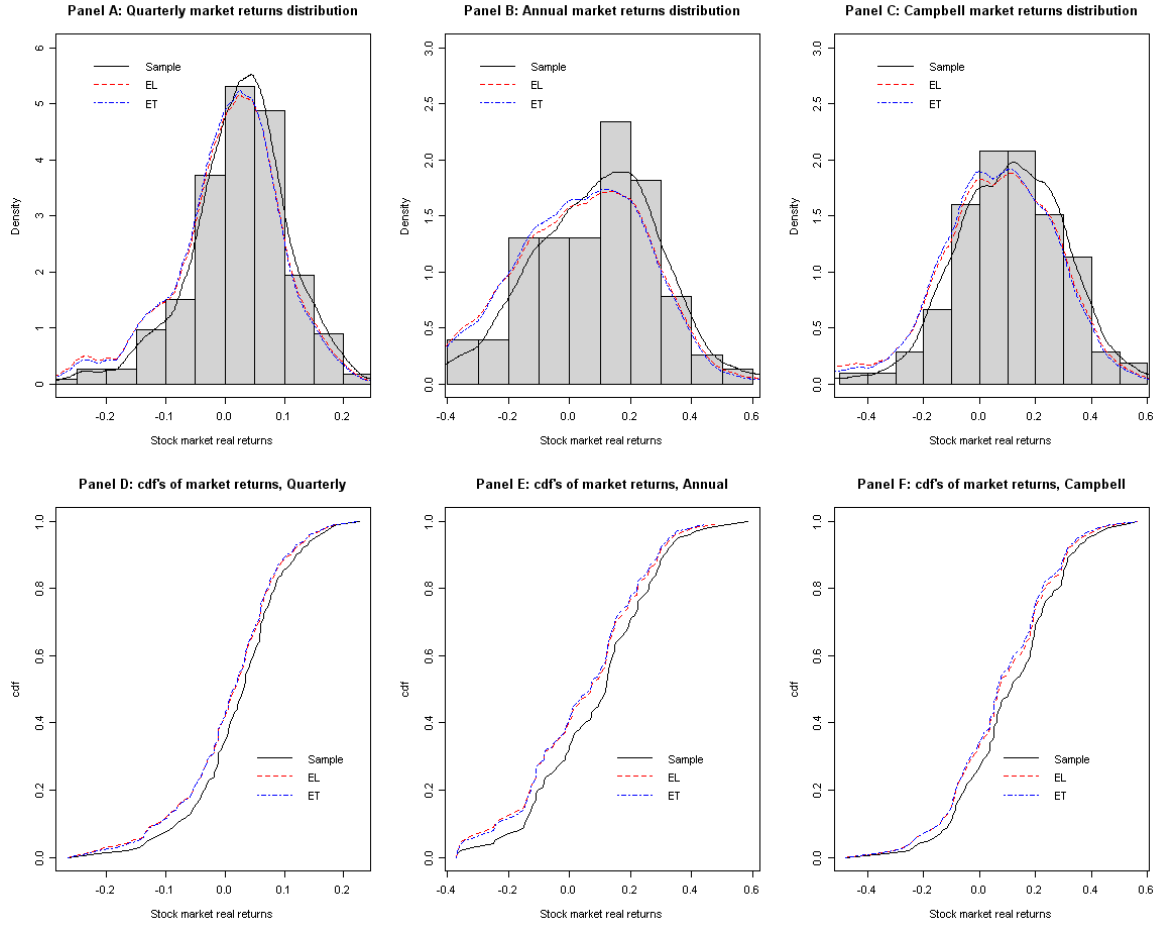 Panel A: Quarterly market returns distribution
Density
0 1 2 3 4 5 6
Sample
EL
ET
-0.2 -0.1 0.0 0.1 0.2
Stock market real returns
Panel B: Annual market returns distribution
Density
0.0 0.5 1.0 1.5 2.0 2.5 3.0
Sample
EL
ET
-0.4 -0.2 0.0 0.2 0.4 0.6
Stock market real returns
Panel C: Campbell market returns distribution
Density
0.0 0.5 1.0 1.5 2.0 2.5 3.0
Sample
EL
ET
-0.4 -0.2 0.0 0.2 0.4 0.6
Stock market real returns
Panel D: cdf's of market returns, Quarterly
cdf
0.0 0.2 0.4 0.6 0.8 1.0
Sample
EL
ET
-0.2 -0.1 0.0 0.1 0.2
Stock market real returns
Panel E: cdf's of market returns, Annual
cdf
0.0 0.2 0.4 0.6 0.8 1.0
Sample
EL
ET
-0.4 -0.2 0.0 0.2 0.4 0.6
Stock market real returns
Panel F: cdf's of market returns, Campbell
cdf
0.0 0.2 0.4 0.6 0.8 1.0
Sample
EL
ET
-0.4 -0.2 0.0 0.2 0.4 0.6
Stock market real returns